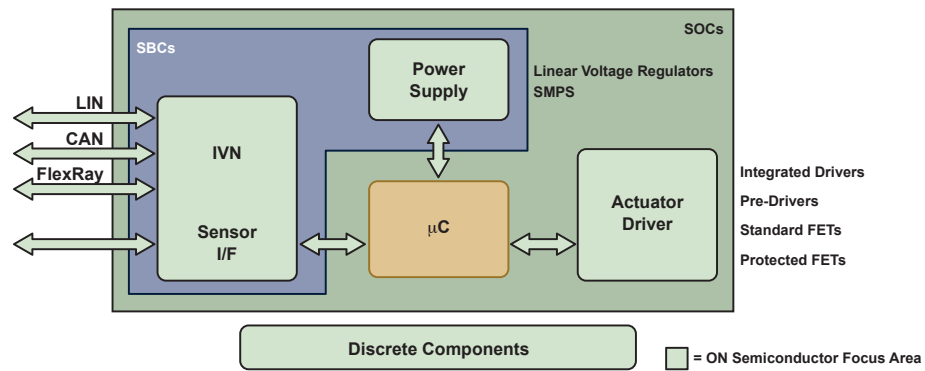 SOCs
SBCs
Power
Supply
Linear Voltage Regulators
SMPS
LIN
CAN
FlexRay
IVN
Sensor
I/F
μC
Actuator
Driver
Integrated Drivers
Pre-Drivers
Standard FETs
Protected FETs
Discrete Components
= ON Semiconductor Focus Area